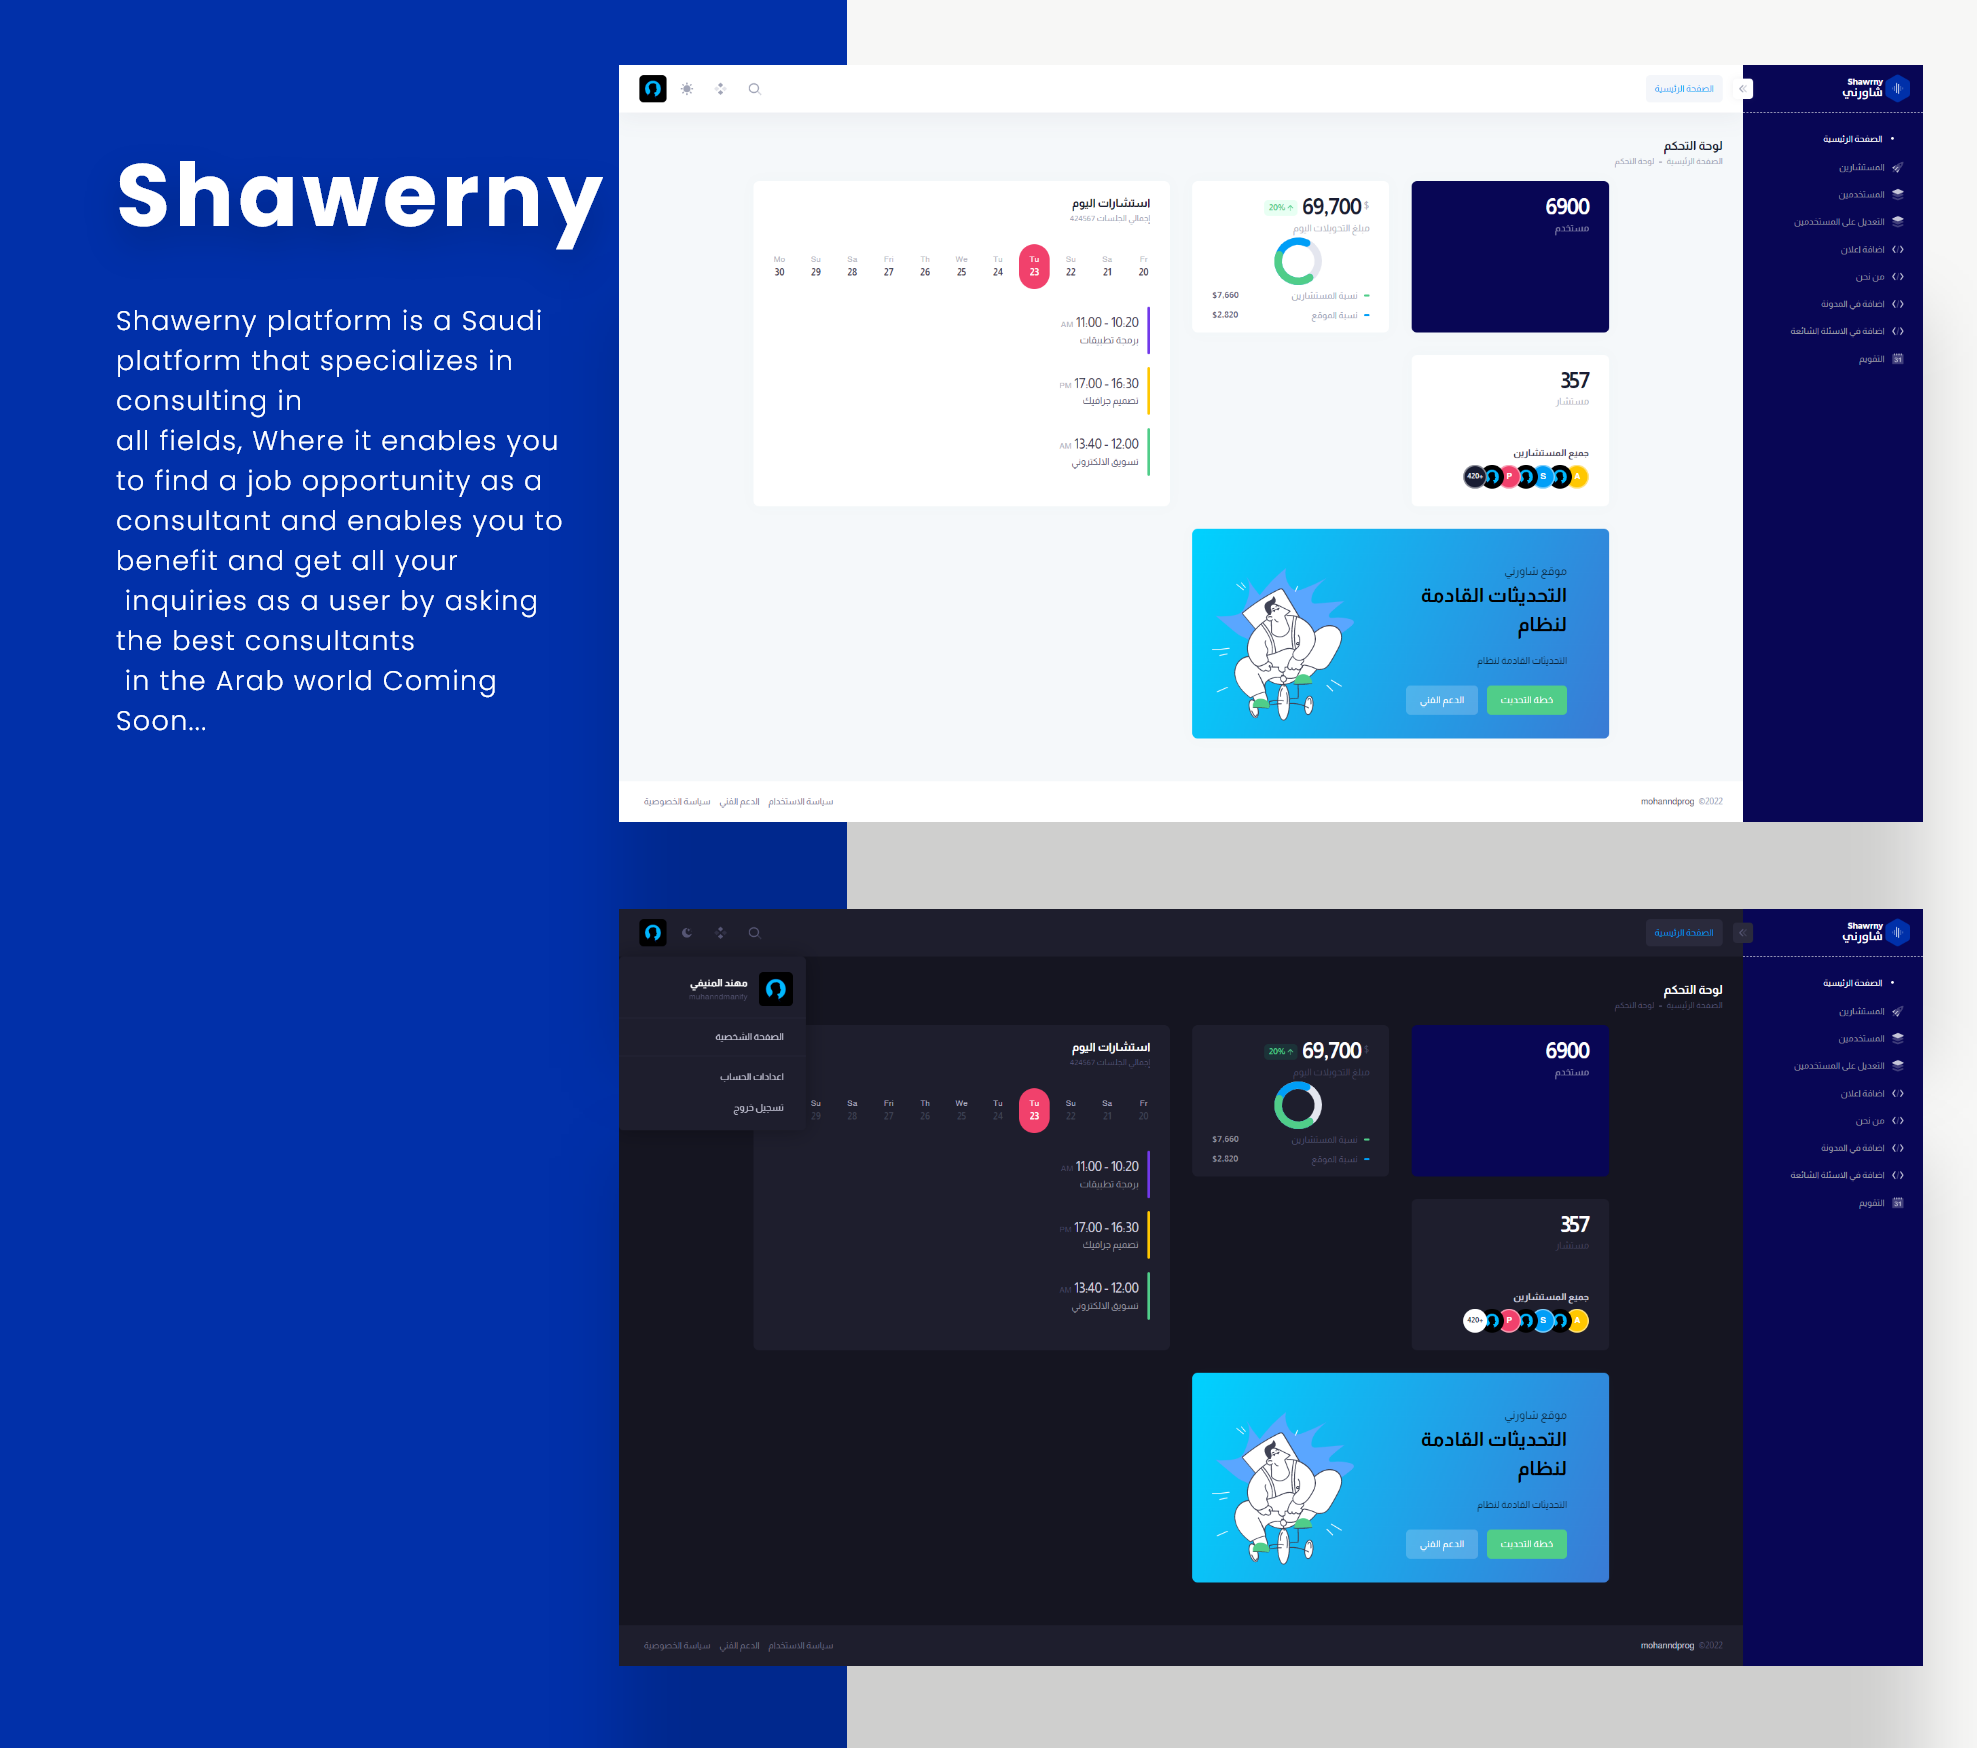 Shawerny
Shawerny platform is a Saudi
platform that specializes in
consulting in
all fields, Where it enables you
to find a job opportunity as a
consultant and enables you to
benefit and get all your
inquiries as a user by asking
the best consultants
in the Arab world Coming
Soon...
Shawrny
شاورني
الصفحة الرئيسية
الصفحة الرئيسية
المستشارين
المستخدمين
التعديل على المستخدمين
اضافة اعلان
من نحن
اضافة في المدونة
اضافة في الاسئلة الشائعة
التقويم
31
لوحة التحكم
الصفحة الرئيسية - لوحة التحكم
6900
مستخدم
$ 69,700 20%
مبلغ التحويلات اليوم
نسبة المستشارين $7,660
نسبة الموقع $2,820
استشارات اليوم
إجمالي الجلسات 424567
Mo Su Sa Fri Th We Tu Tu Su Sa Fr
30 29 28 27 26 25 24 23 22 21 20
11:00 - 10:20 AM
برمجة تطبيقات
17:00 - 16:30 PM
تصميم جرافيك
13:40 - 12:00 AM
تسويق الالكتروني
357
مستشار
جميع المستشارين
420+ P S A
موقع شاورني
التحديثات القادمة
لنظام
التحديثات القادمة لنظام
خطة التحديث
الدعم الفني
mohanndprog ©2022
سياسة الاستخدام الدعم الفني سياسة الخصوصية
Shawrny
شاورني
الصفحة الرئيسية
الصفحة الرئيسية
المستشارين
المستخدمين
التعديل على المستخدمين
اضافة اعلان
من نحن
اضافة في المدونة
اضافة في الاسئلة الشائعة
التقويم
31
مهند المنيفي
muhanndmanify
الصفحة الشخصية
اعدادات الحساب
تسجيل خروج
لوحة التحكم
الصفحة الرئيسية - لوحة التحكم
6900
مستخدم
$ 69,700 20%
مبلغ التحويلات اليوم
نسبة المستشارين $7,660
نسبة الموقع $2,820
استشارات اليوم
إجمالي الجلسات 424567
Su Sa Fri Th We Tu Tu Su Sa Fr
29 28 27 26 25 24 23 22 21 20
11:00 - 10:20 AM
برمجة تطبيقات
17:00 - 16:30 PM
تصميم جرافيك
13:40 - 12:00 AM
تسويق الالكتروني
357
مستشار
جميع المستشارين
420+ P S A
موقع شاورني
التحديثات القادمة
لنظام
التحديثات القادمة لنظام
خطة التحديث
الدعم الفني
mohanndprog ©2022
سياسة الاستخدام الدعم الفني سياسة الخصوصية